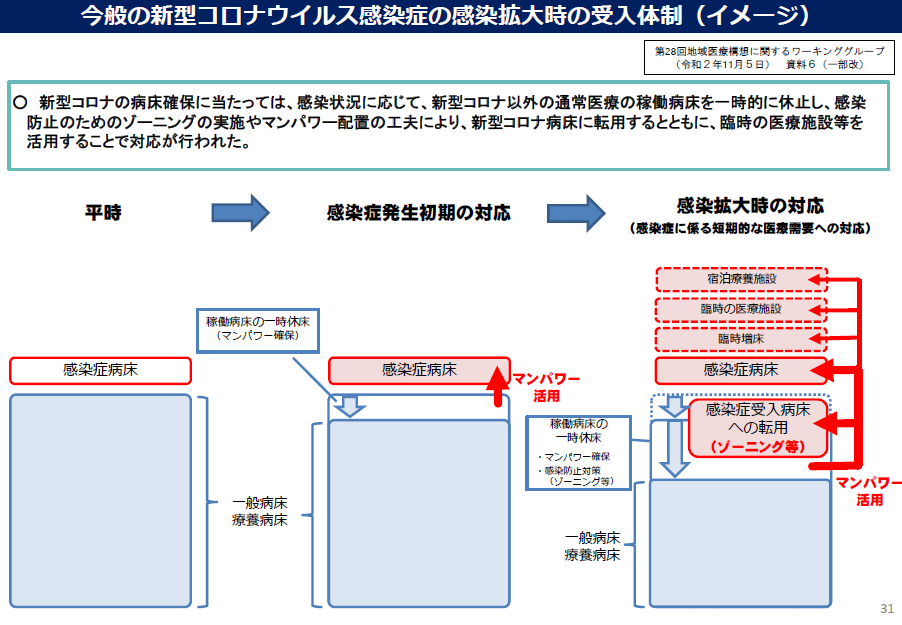 今般の新型コロナウイルス感染症の感染拡大時の受入体制（イメージ）
第28回地域医療構想に関するワーキンググループ
（令和２年11月５日）　資料６（一部改）
○　新型コロナの病床確保に当たっては、感染状況に応じて、新型コロナ以外の通常医療の稼働病床を一時的に休止し、感染
防止のためのゾーニングの実施やマンパワー配置の工夫により、新型コロナ病床に転用するとともに、臨時の医療施設等を
活用することで対応が行われた。
平時
感染症発生初期の対応
感染拡大時の対応
（感染症に係る短期的な医療需要への対応）
感染症病床
一般病床
療養病床
稼働病床の一時休床
（マンパワー確保）
感染症病床
マンパワー
活用
宿泊療養施設
臨時の医療施設
臨時増床
感染症病床
感染症受入病床
への転用
（ゾーニング等）
稼働病床の
一時休床
・マンパワー確保
・感染防止対策
（ゾーニング等）
マンパワー
活用
一般病床
療養病床
31